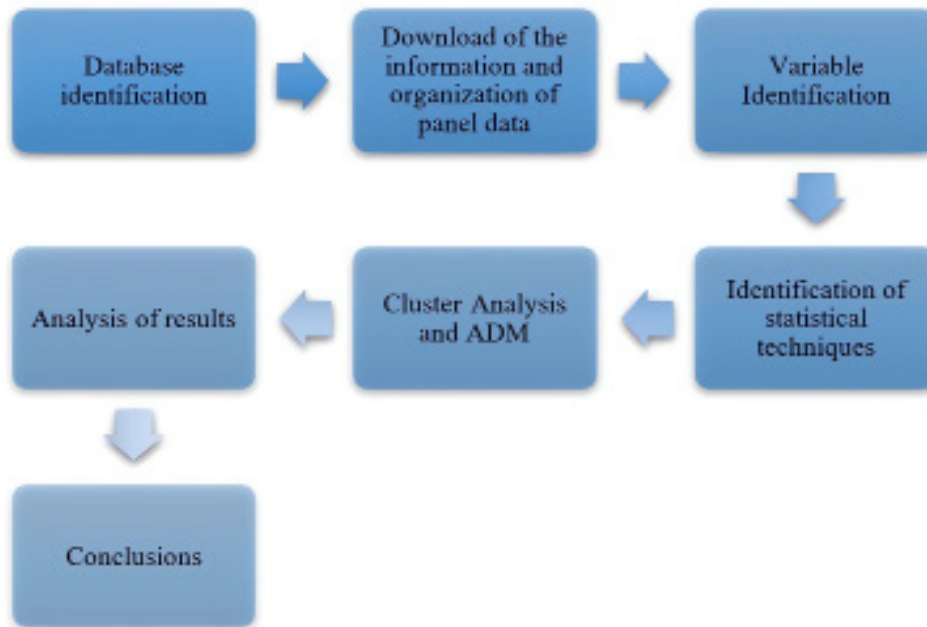 Database
identification
Download of the
information and
organization of
panel data
Variable
Identification
Identification of
statistical
techniques
Cluster Analysis
and ADM
Analysis of results
Conclusions